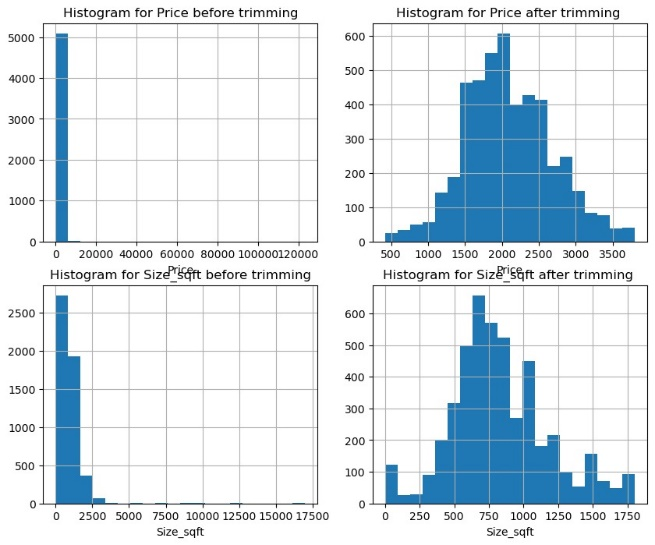 Histogram for Price before trimming
5000
4000
3000
2000
1000
0
0 20000 40000 60000 80000 100000 120000
Price
Histogram for Price after trimming
600
500
400
300
200
100
0
500 1000 1500 2000 2500 3000 3500
Price
Histogram for Size_sqft before trimming
2500
2000
1500
1000
500
0
0 2500 5000 7500 10000 12500 15000 17500
Size_sqft
Histogram for Size_sqft after trimming
600
500
400
300
200
100
0
0 250 500 750 1000 1250 1500 1750
Size_sqft